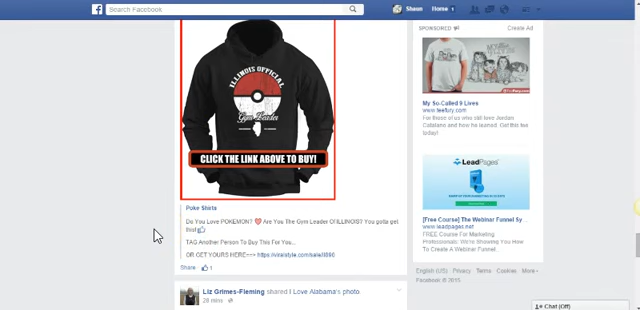 Search Facebook
Shaun
Home 1
ILLINOIS OFFICIAL
Gym Leader
CLICK THE LINK ABOVE TO BUY!
Poke Shirts
Do You Love POKEMON? Are You The Gym Leader Of ILLINOIS? You gotta get this!
TAG Another Person To Buy This For You...
OR GET YOURS HERE==>
Share 1
Liz Grimes-Fleming shared I Love Alabama's photo.
28 mins
SPONSORED
Create Ad
My So-Called 9 Lives
www.teefury.com
For those of us who still love Jordan
and how he leaned. Get this tee
today!
LeadPages
[Free Course] The Webinar Funnel Sy...
www.leadpages.net
FREE Course For Marketing
Professionals: We're Showing You How
To Create A Webinar Funnel...
English (US) Privacy Terms Cookies More
Facebook © 2015
Chat (Off)